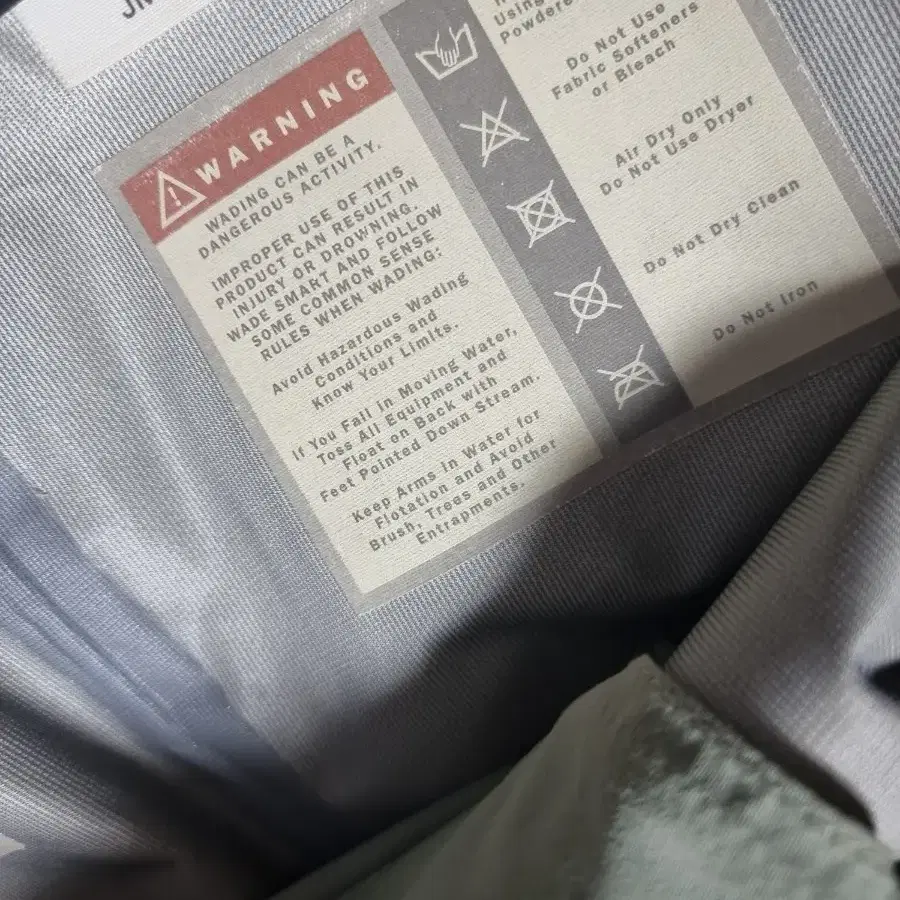 WARNING
WADING CAN BE A
DANGEROUS ACTIVITY.
IMPROPER USE OF THIS
PRODUCT CAN RESULT IN
INJURY OR DROWNING.
WADE SMART AND FOLLOW
SOME COMMON SENSE
RULES WHEN WADING:
Avoid Hazardous Wading
Conditions and
Know Your Limits.
If You Fall in Moving Water,
Toss All Equipment and
Float on Back with
Feet Pointed Down Stream.
Keep Arms in Water for
Flotation and Avoid
Brush, Trees and Other
Entrapments.
Using
Powdere
Do Not Use
Fabric Softeners
or Bleach
Air Dry Only
Do Not Use Dryer
Do Not Dry Clean
Do Not Iron